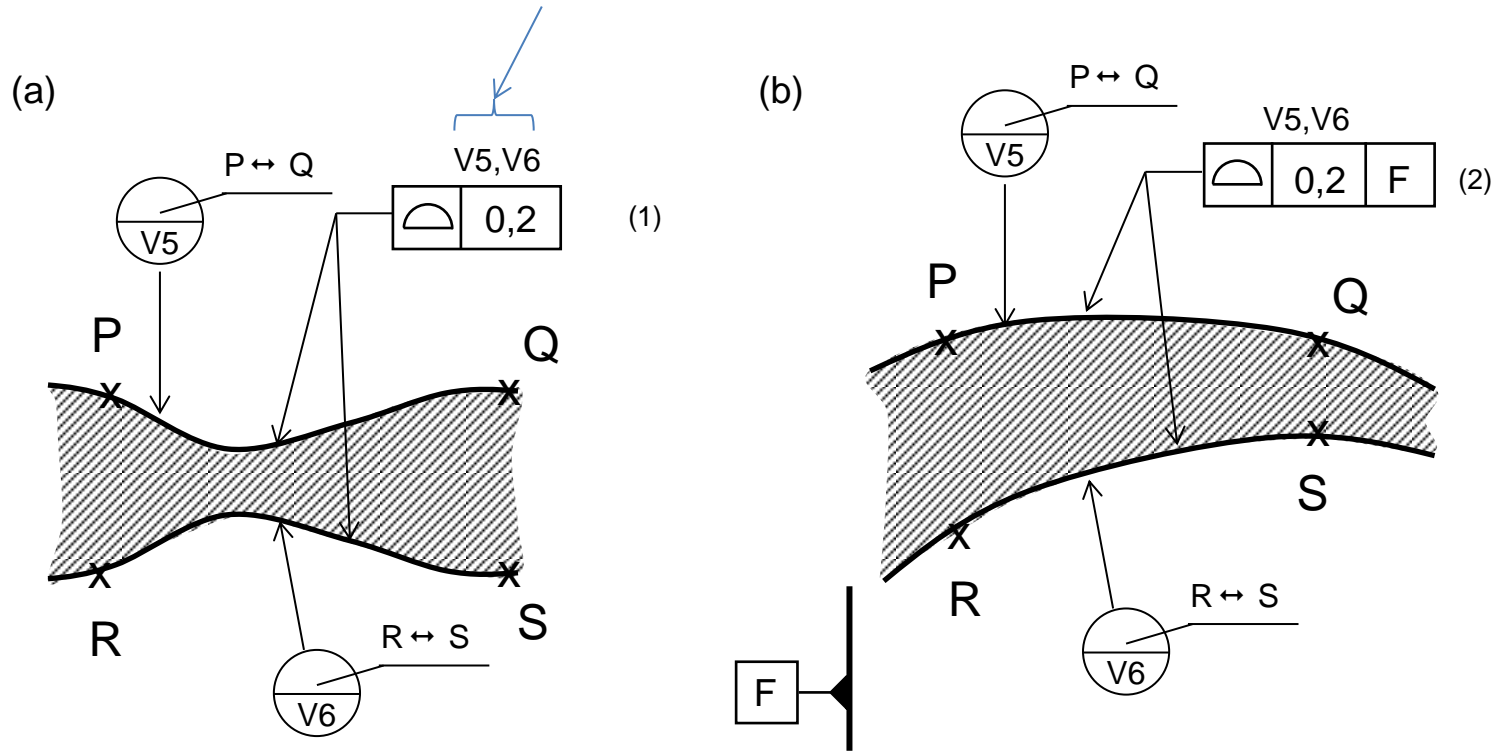 (a)
P ↔ Q
V5
V5,V6
0,2
(1)
P
Q
R
S
R ↔ S
V6
(b)
P ↔ Q
V5
V5,V6
0,2 F
(2)
P
Q
S
R
R ↔ S
V6
F